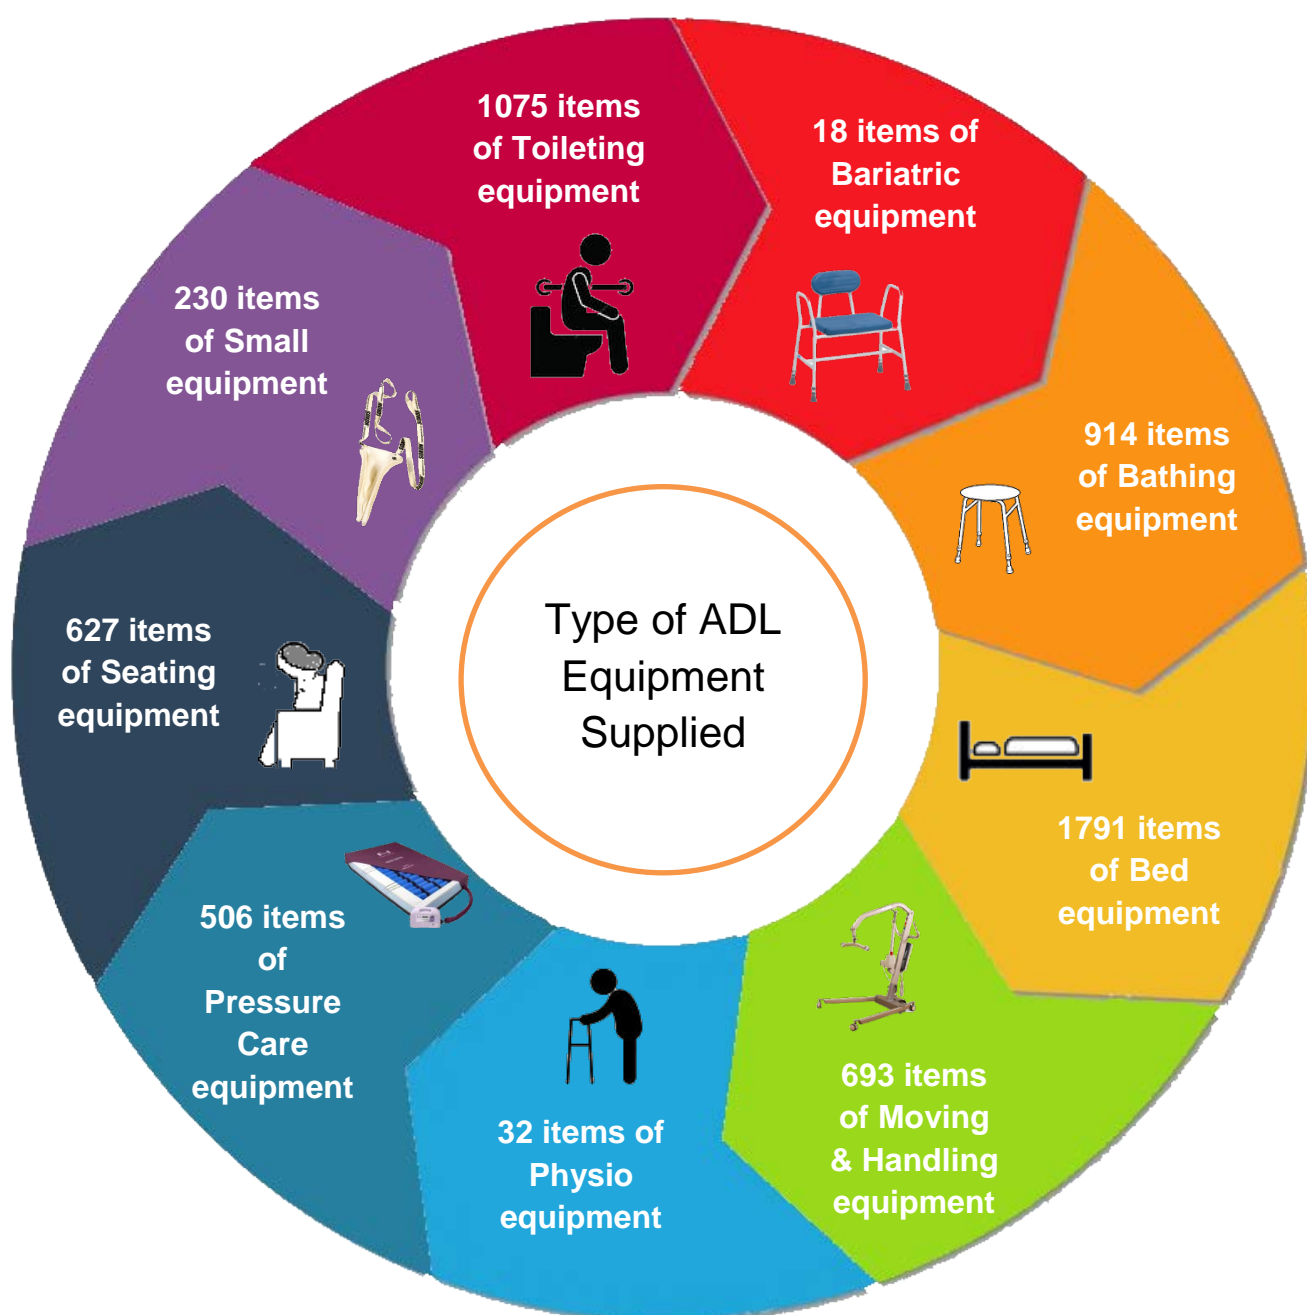 1075 items
of Toileting
equipment
18 items of
Bariatric
equipment
914 items
of Bathing
equipment
1791 items
of Bed
equipment
693 items
of Moving
& Handling
equipment
32 items of
Physio
equipment
506 items
of
Pressure
Care
equipment
627 items
of Seating
equipment
230 items
of Small
equipment
Type of ADL
Equipment
Supplied